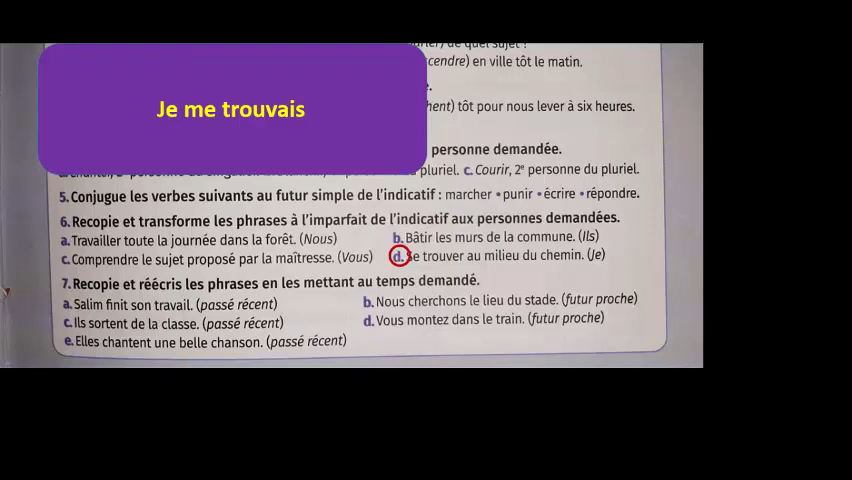 de quel sujet ?
Je me trouvais
cendre) en ville tôt le matin.
hent) tôt pour nous lever à six heures.
personne demandée.
pluriel. c. Courir, 2e personne du pluriel.
5. Conjugue les verbes suivants au futur simple de l'indicatif : marcher • punir • écrire • répondre.
6. Recopie et transforme les phrases à l'imparfait de l'indicatif aux personnes demandées.
a. Travailler toute la journée dans la forêt. (Nous) b. Bâtir les murs de la commune. (Ils)
c. Comprendre le sujet proposé par la maîtresse. (Vous) d. Se trouver au milieu du chemin. (Je)
7. Recopie et réécris les phrases en les mettant au temps demandé.
a. Salim finit son travail. (passé récent) b. Nous cherchons le lieu du stade. (futur proche)
c. Ils sortent de la classe. (passé récent) d. Vous montez dans le train. (futur proche)
e. Elles chantent une belle chanson. (passé récent)